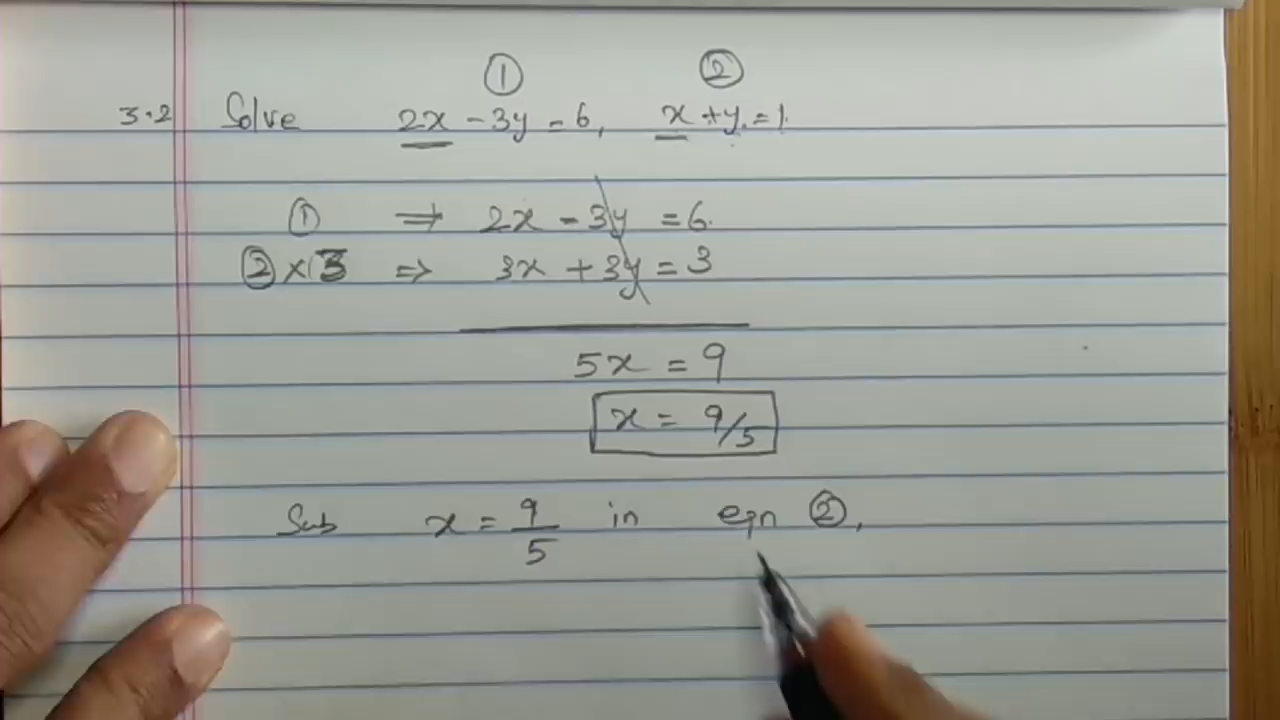 ① ②
3.2 Solve 2x - 3y = 6, x + y = 1.
① ⇒ 2x - 3y = 6.
② × 3 ⇒ 3x + 3y = 3
5x = 9
x = 9/5
Sub x = 9/5 in eqn ②,